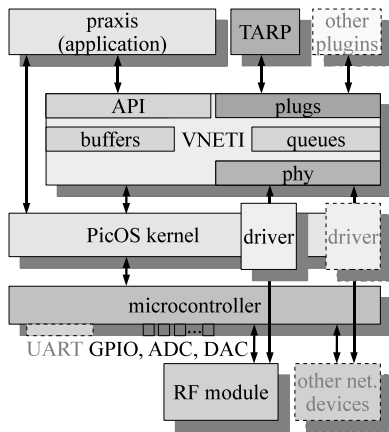 praxis
(application)
TARP
other
plugins
API
plugs
buffers
VNETI
queues
phy
PicOS kernel
driver
driver
microcontroller
UART GPIO, ADC, DAC
RF module
other net.
devices